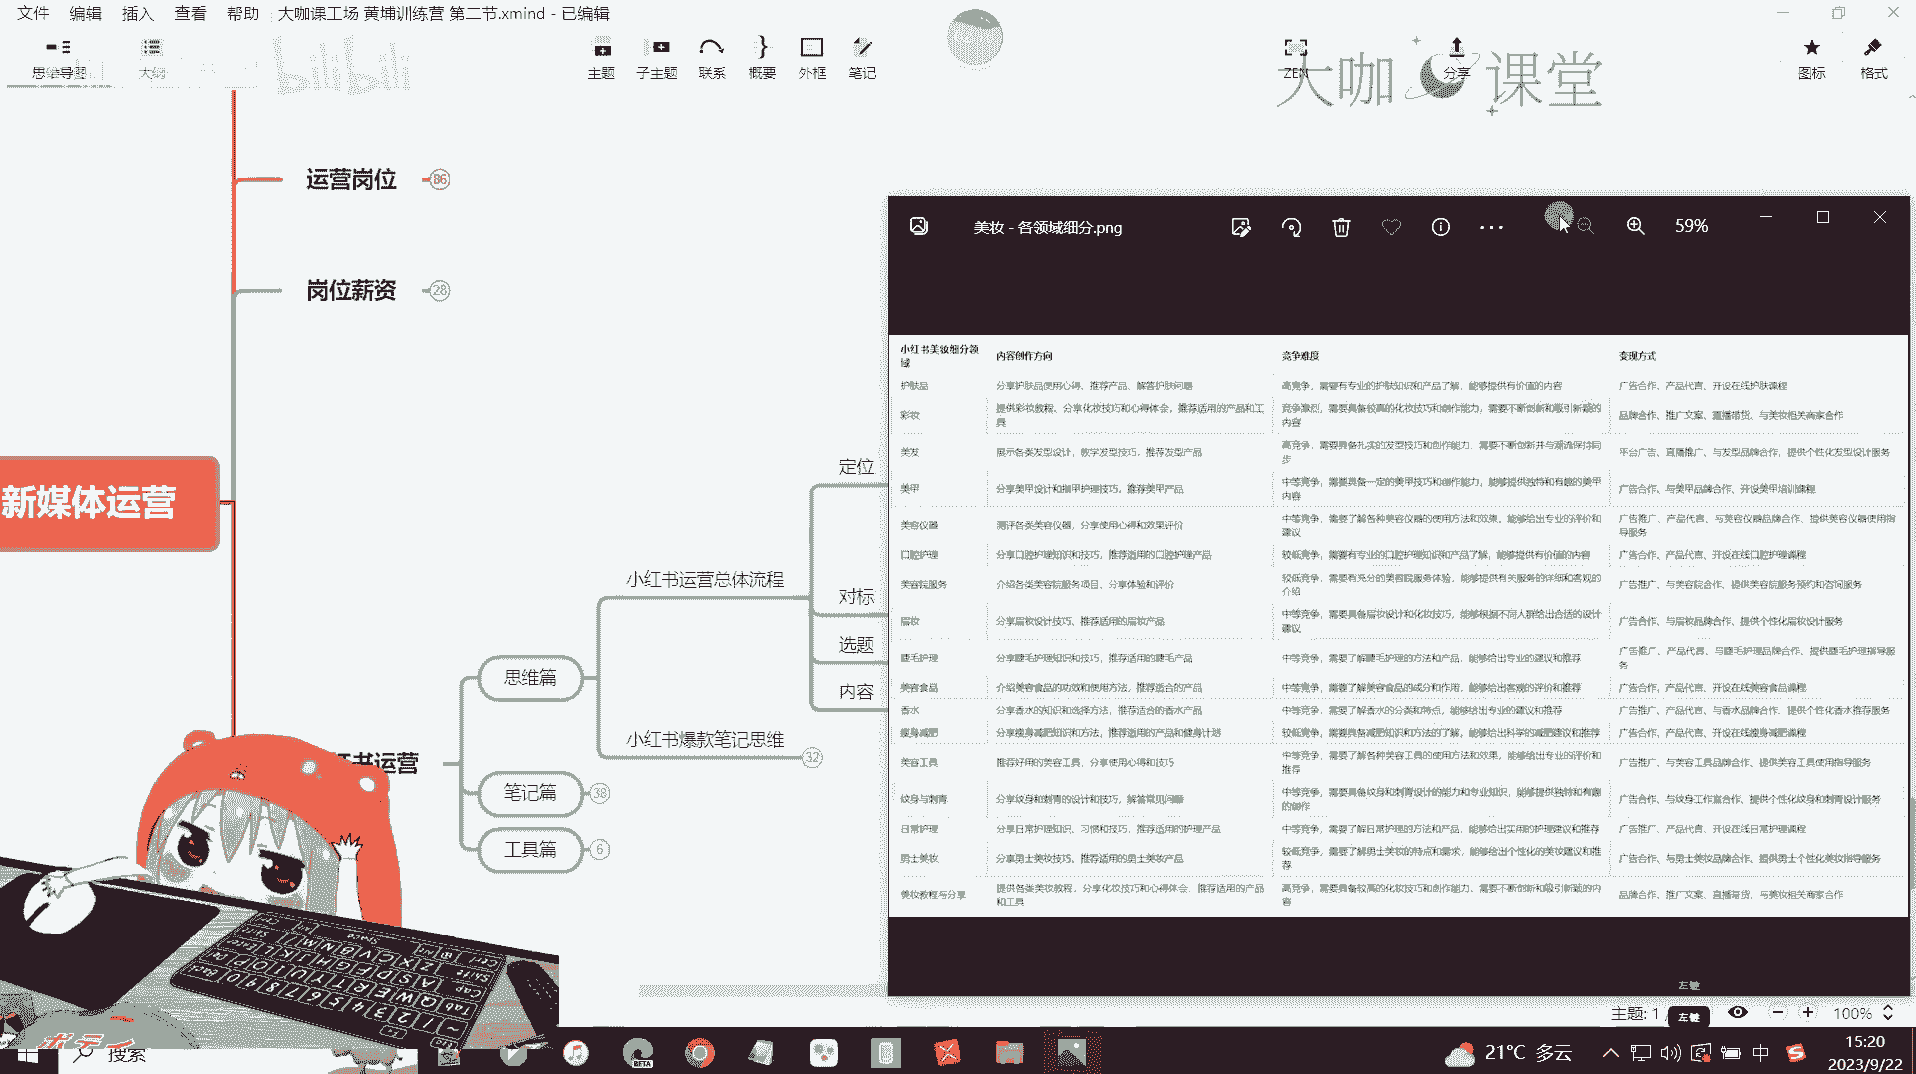 文件 编辑 插入 查看 帮助 大咖课工场 黄埔训练营 第二节.xmind - 已编辑
思维导图 大纲 主题 子主题 联系 概要 外框 笔记 ZEN 分享 图标 格式
bilibili
大咖课堂
运营岗位 86
岗位薪资 28
新媒体运营
定位
对标
选题
内容
小红书运营总体流程
思维篇
小红书爆款笔记思维 32
书运营
笔记篇 38
工具篇 6
美妆 - 各领域细分.png 59%
小红书美妆细分领域 内容创作方向 竞争难度 变现方式
护肤品 分享护肤品使用心得、推荐产品、解答护肤问题 高竞争，需要有专业的护肤知识和产品了解，能够提供有价值的内容 广告合作、产品代言、开设在线护肤课程
彩妆 提供彩妆教程、分享化妆技巧和心得体会，推荐适用的产品和工具 竞争激烈，需要具备较高的化妆技巧和创作能力，需要不断创新和吸引新颖的内容 品牌合作、推广文案、直播带货、与美妆相关商家合作
美发 展示各类发型设计，教学发型技巧，推荐发型产品 高竞争，需要具备扎实的发型技巧和创作能力，需要不断创新并与潮流保持同步 平台广告、直播推广、与发型品牌合作，提供个性化发型设计服务
美甲 分享美甲设计和指甲护理技巧，推荐美甲产品 中等竞争，需要具备一定的美甲技巧和创作能力，能够提供独特和有趣的美甲内容 广告合作、与美甲品牌合作、开设美甲培训课程
美容仪器 测评各类美容仪器，分享使用心得和效果评价 中等竞争，需要了解各种美容仪器的使用方法和效果，能够给出专业的评价和建议 广告推广、产品代言、与美容仪器品牌合作、提供美容仪器使用指导服务
口腔护理 分享口腔护理知识和技巧，推荐适用的口腔护理产品 较低竞争，需要有专业的口腔护理知识和产品了解，能够提供有价值的内容 广告合作、产品代言、开设在线口腔护理课程
美容院服务 介绍各类美容院服务项目，分享体验和评价 较低竞争，需要有充分的美容院服务体验，能够提供有关服务的详细和客观的介绍 广告推广、与美容院合作、提供美容院服务预约和咨询服务
眉妆 分享眉妆设计技巧、推荐适用的眉妆产品 中等竞争，需要具备眉妆设计和化妆技巧，能够根据不同人群给出合适的设计建议 广告合作、与眉妆品牌合作、提供个性化眉妆设计服务
睫毛护理 分享睫毛护理知识和技巧，推荐适用的睫毛产品 中等竞争，需要了解睫毛护理的方法和产品，能够给出专业的建议和推荐 广告推广、产品代言、与睫毛护理品牌合作、提供睫毛护理指导服务
美容食品 介绍美容食品的功效和使用方法，推荐适合的产品 中等竞争，需要了解美容食品的成分和作用，能够给出客观的评价和推荐 广告合作、产品代言、开设在线美容食品课程
香水 分享香水的知识和选择方法，推荐适合的香水产品 中等竞争，需要了解香水的分类和特点，能够给出专业的建议和推荐 广告推广、产品代言、与香水品牌合作、提供个性化香水推荐服务
瘦身减肥 分享瘦身减肥知识和方法，推荐适用的产品和健身计划 较低竞争，需要具备减肥知识和方法的了解，能够给出科学的减肥建议和推荐 广告合作、产品代言、开设在线瘦身减肥课程
美容工具 推荐好用的美容工具，分享使用心得和技巧 中等竞争，需要了解各种美容工具的使用方法和效果，能够给出专业的评价和推荐 广告推广、与美容工具品牌合作、提供美容工具使用指导服务
纹身与刺青 分享纹身和刺青的设计和技巧，解答常见问题 中等竞争，需要具备纹身和刺青设计的能力和专业知识，能够提供独特和有趣的创作 广告合作、与纹身工作室合作、提供个性化纹身和刺青设计服务
日常护理 分享日常护理知识、习惯和技巧，推荐适用的护理产品 中等竞争，需要了解日常护理的方法和产品，能够给出实用的护理建议和推荐 广告推广、产品代言、开设在线日常护理课程
男士美妆 分享男士美妆技巧，推荐适用的男士美妆产品 较低竞争，需要了解男士美妆的特点和需求，能够给出个性化的美妆建议和推荐 广告合作、与男士美妆品牌合作、提供男士个性化美妆指导服务
美妆教程与分享 提供各类美妆教程，分享化妆技巧和心得体会，推荐适用的产品和工具 高竞争，需要具备较高的化妆技巧和创作能力，需要不断创新和吸引新颖的内容 品牌合作、推广文案、直播带货、与美妆相关商家合作
左键
主题: 1 左键 100%
搜索 BETA 21°C 多云 中 15:20
2023/9/22